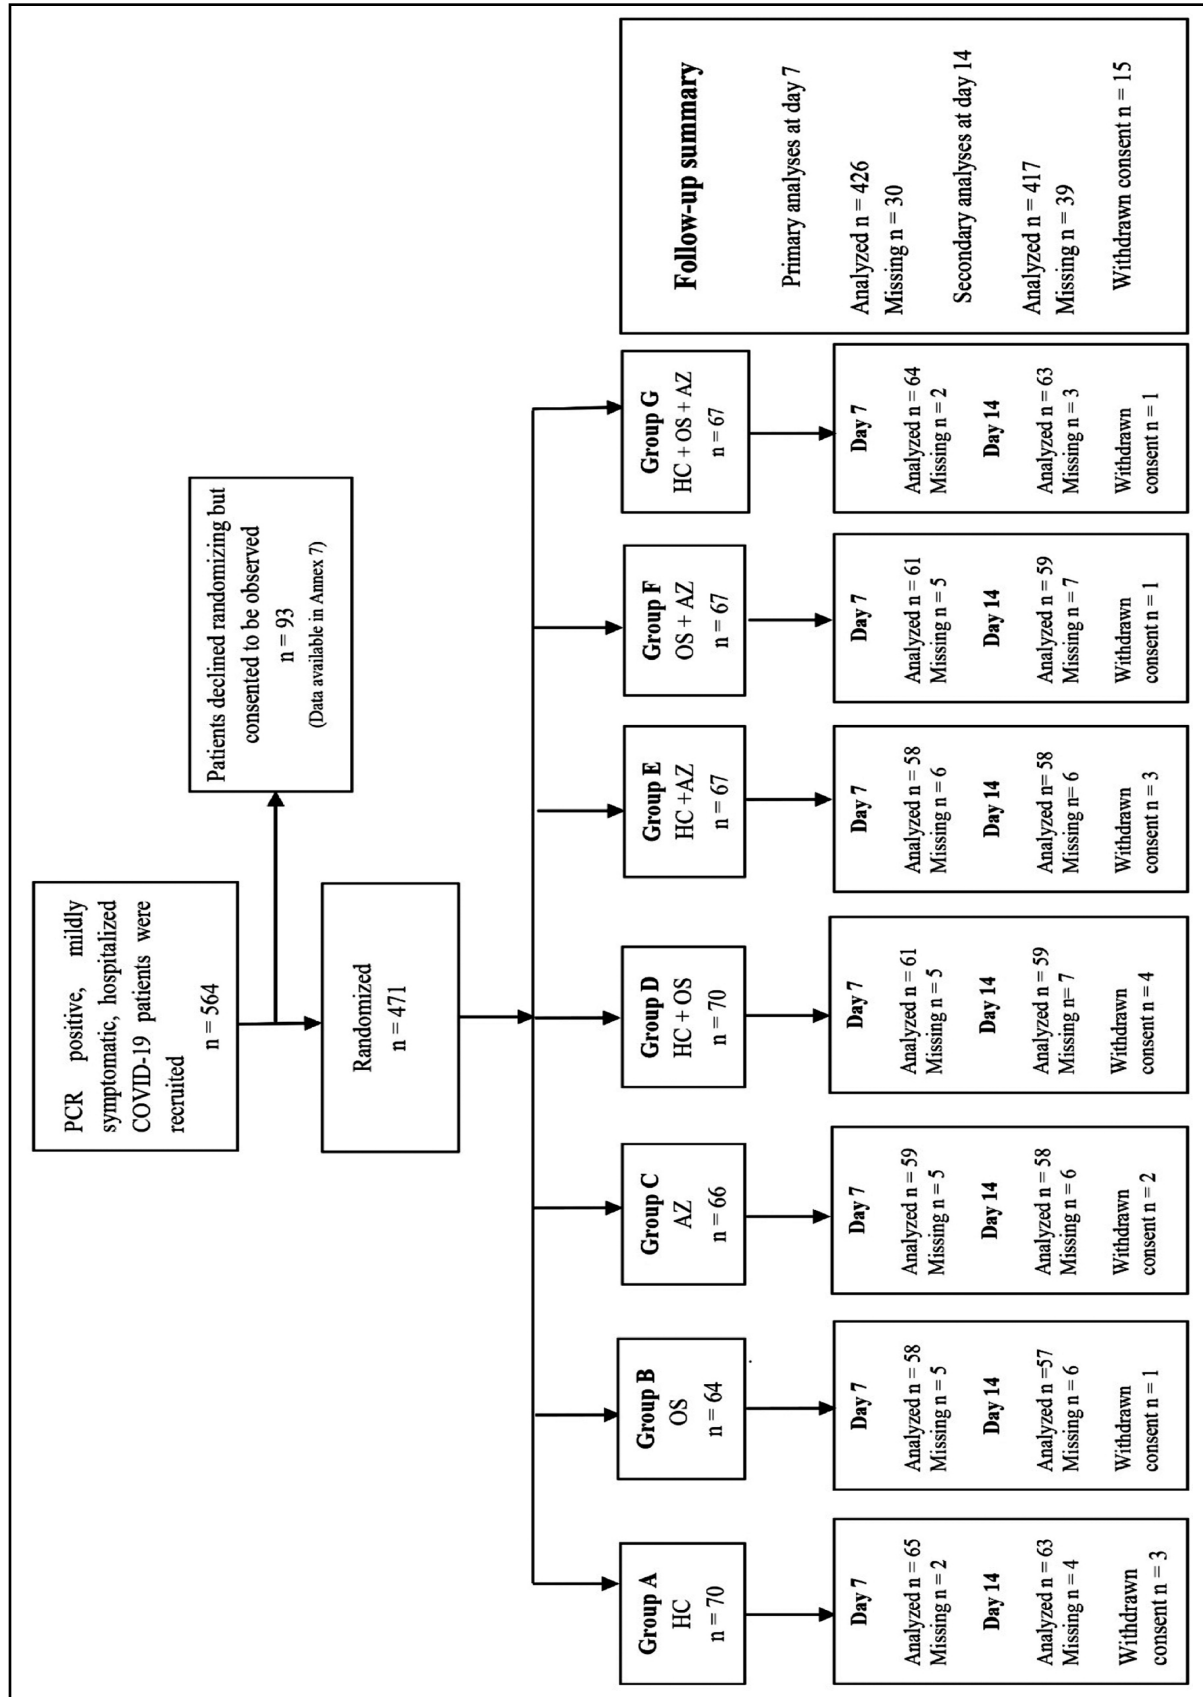 PCR positive, mildly
symptomatic, hospitalized
COVID-19 patients were
recruited
n = 564
Patients declined randomizing but
consented to be observed
n = 93
(Data available in Annex 7)
Randomized
n = 471
Group A
HC
n = 70
Group B
OS
n = 64
Group C
AZ
n = 66
Group D
HC + OS
n = 70
Group E
HC +AZ
n = 67
Group F
OS + AZ
n = 67
Group G
HC + OS + AZ
n = 67
Day 7
Analyzed n = 65
Missing n = 2
Day 14
Analyzed n = 63
Missing n = 4
Withdrawn
consent n = 3
Day 7
Analyzed n = 58
Missing n = 5
Day 14
Analyzed n =57
Missing n = 6
Withdrawn
consent n = 1
Day 7
Analyzed n = 59
Missing n = 5
Day 14
Analyzed n = 58
Missing n = 6
Withdrawn
consent n = 2
Day 7
Analyzed n = 61
Missing n = 5
Day 14
Analyzed n = 59
Missing n= 7
Withdrawn
consent n = 4
Day 7
Analyzed n = 58
Missing n = 6
Day 14
Analyzed n= 58
Missing n= 6
Withdrawn
consent n = 3
Day 7
Analyzed n = 61
Missing n = 5
Day 14
Analyzed n = 59
Missing n = 7
Withdrawn
consent n = 1
Day 7
Analyzed n = 64
Missing n = 2
Day 14
Analyzed n = 63
Missing n = 3
Withdrawn
consent n = 1
Follow-up summary
Primary analyses at day 7
Analyzed n = 426
Missing n = 30
Secondary analyses at day 14
Analyzed n = 417
Missing n = 39
Withdrawn consent n = 15